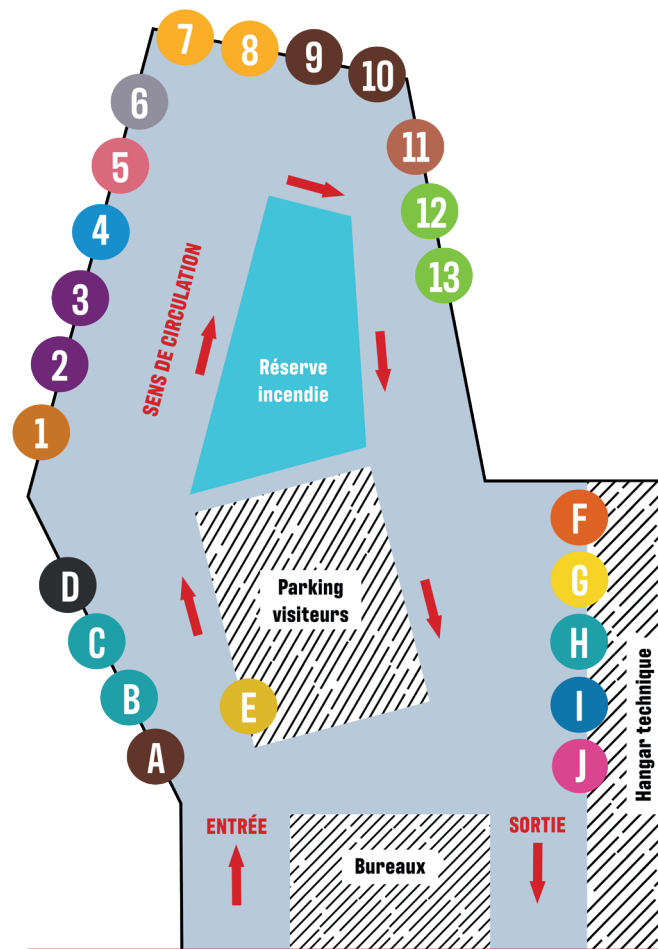 7
8
9
10
6
11
5
12
4
13
3
SENS DE CIRCULATION
2
Réserve
incendie
1
F
D
G
Parking
visiteurs
C
H
B
E
I
Hangar technique
A
J
ENTRÉE
SORTIE
Bureaux